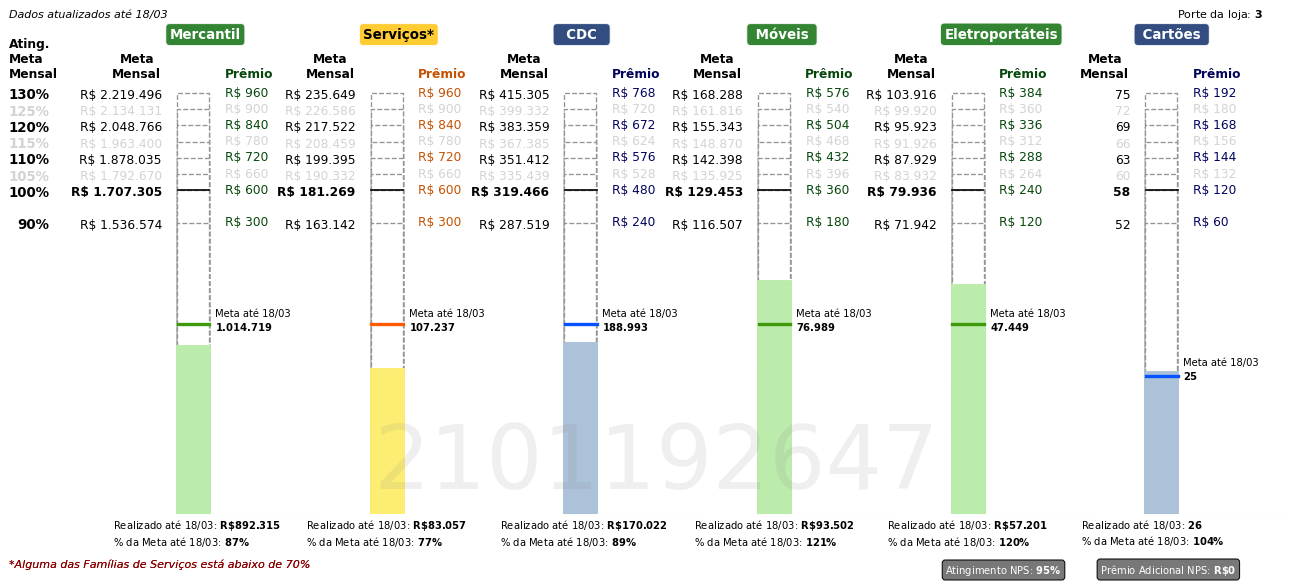 Dados atualizados até 18/03
Porte da loja: 3
Mercantil Serviços* CDC Móveis Eletroportáteis Cartões
Ating. Meta Mensal
Meta Mensal Prêmio Meta Mensal Prêmio Meta Mensal Prêmio Meta Mensal Prêmio Meta Mensal Prêmio Meta Mensal Prêmio
130% R$ 2.219.496 R$ 960 R$ 235.649 R$ 960 R$ 415.305 R$ 768 R$ 168.288 R$ 576 R$ 103.916 R$ 384 75 R$ 192
125% R$ 2.134.131 R$ 900 R$ 226.586 R$ 900 R$ 399.332 R$ 720 R$ 161.816 R$ 540 R$ 99.920 R$ 360 72 R$ 180
120% R$ 2.048.766 R$ 840 R$ 217.522 R$ 840 R$ 383.359 R$ 672 R$ 155.343 R$ 504 R$ 95.923 R$ 336 69 R$ 168
115% R$ 1.963.400 R$ 780 R$ 208.459 R$ 780 R$ 367.385 R$ 624 R$ 148.870 R$ 468 R$ 91.926 R$ 312 66 R$ 156
110% R$ 1.878.035 R$ 720 R$ 199.395 R$ 720 R$ 351.412 R$ 576 R$ 142.398 R$ 432 R$ 87.929 R$ 288 63 R$ 144
105% R$ 1.792.670 R$ 660 R$ 190.332 R$ 660 R$ 335.439 R$ 528 R$ 135.925 R$ 396 R$ 83.932 R$ 264 60 R$ 132
100% R$ 1.707.305 R$ 600 R$ 181.269 R$ 600 R$ 319.466 R$ 480 R$ 129.453 R$ 360 R$ 79.936 R$ 240 58 R$ 120
90% R$ 1.536.574 R$ 300 R$ 163.142 R$ 300 R$ 287.519 R$ 240 R$ 116.507 R$ 180 R$ 71.942 R$ 120 52 R$ 60
Meta até 18/03 Meta até 18/03 Meta até 18/03 Meta até 18/03 Meta até 18/03
1.014.719 107.237 188.993 76.989 47.449
Meta até 18/03
25
2101192647
Realizado até 18/03: R$892.315 Realizado até 18/03: R$83.057 Realizado até 18/03: R$170.022 Realizado até 18/03: R$93.502 Realizado até 18/03: R$57.201 Realizado até 18/03: 26
% da Meta até 18/03: 87% % da Meta até 18/03: 77% % da Meta até 18/03: 89% % da Meta até 18/03: 121% % da Meta até 18/03: 120% % da Meta até 18/03: 104%
*Alguma das Famílias de Serviços está abaixo de 70%
Atingimento NPS: 95% Prêmio Adicional NPS: R$0